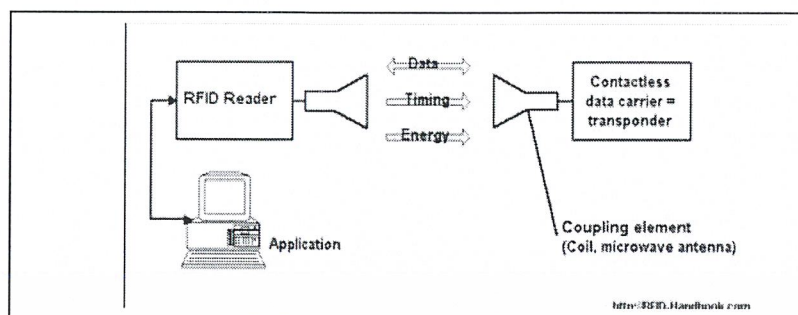 RFID Reader
Data
Timing
Energy
Contactless
data carrier =
transponder
Application
Coupling element
(Coil, microwave antenna)
http://RFID-Handbook.com